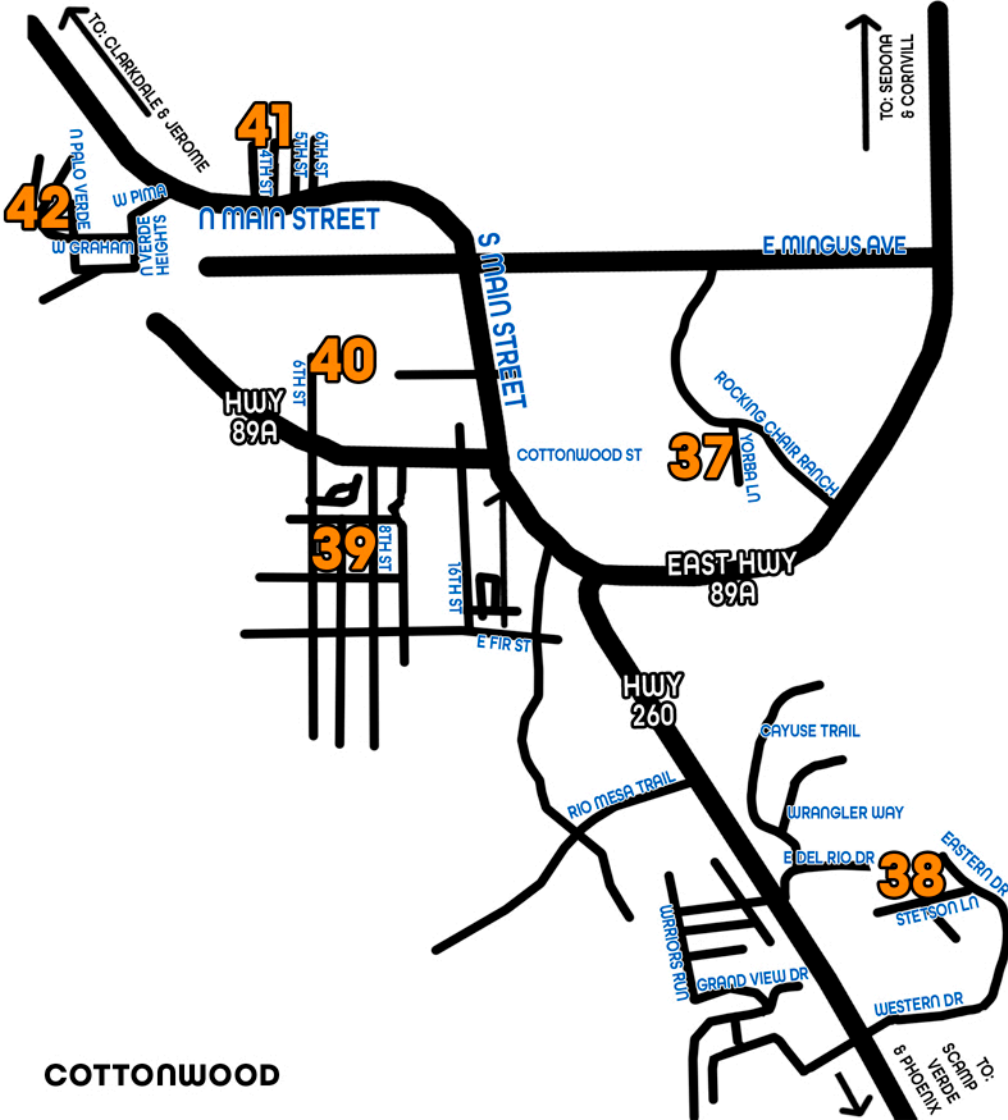 TO: CLARKDALE & JEROME
TO: SEDONA
& CORNVILL
41
4TH ST
5TH ST
6TH ST
N PALO VERDE
W PIMA
42
N MAIN STREET
W GRAHAM
N VERDE
HEIGHTS
S MAIN STREET
E MINGUS AVE
40
6TH ST
HWY
89A
ROCKING CHAIR RANCH
COTTONWOOD ST
37
YORBA LN
39
8TH ST
16TH ST
EAST HWY
89A
E FIR ST
HWY
260
CAYUSE TRAIL
RIO MESA TRAIL
WRANGLER WAY
E DEL RIO DR
38
EASTERN DR
STETSON LN
WRRIORS RUN
GRAND VIEW DR
WESTERN DR
TO:
SCAMP
VERDE
& PHOENIX
COTTONWOOD